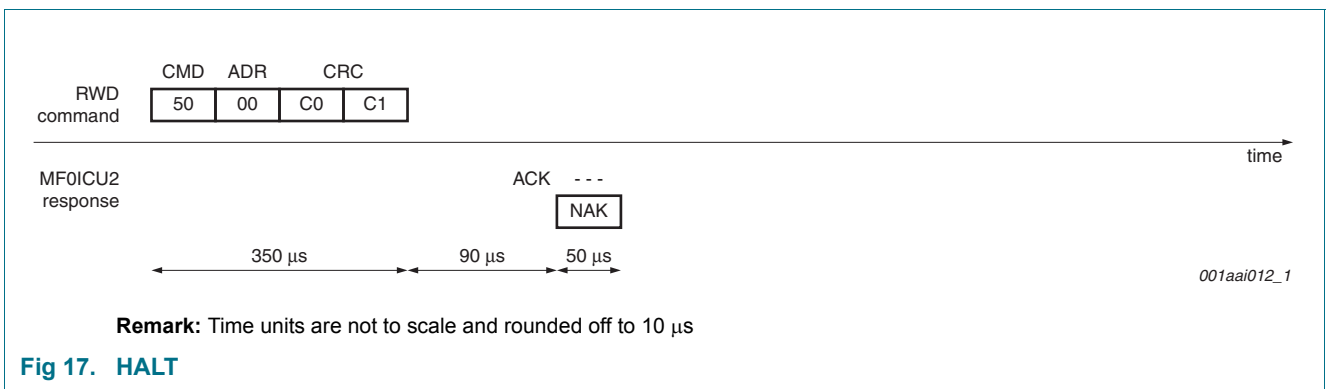 CMD ADR CRC
RWD command
50 00 C0 C1
time
MF0ICU2 response
ACK - - -
NAK
350 μs 90 μs 50 μs
001aai012_1
Remark: Time units are not to scale and rounded off to 10 μs
Fig 17. HALT